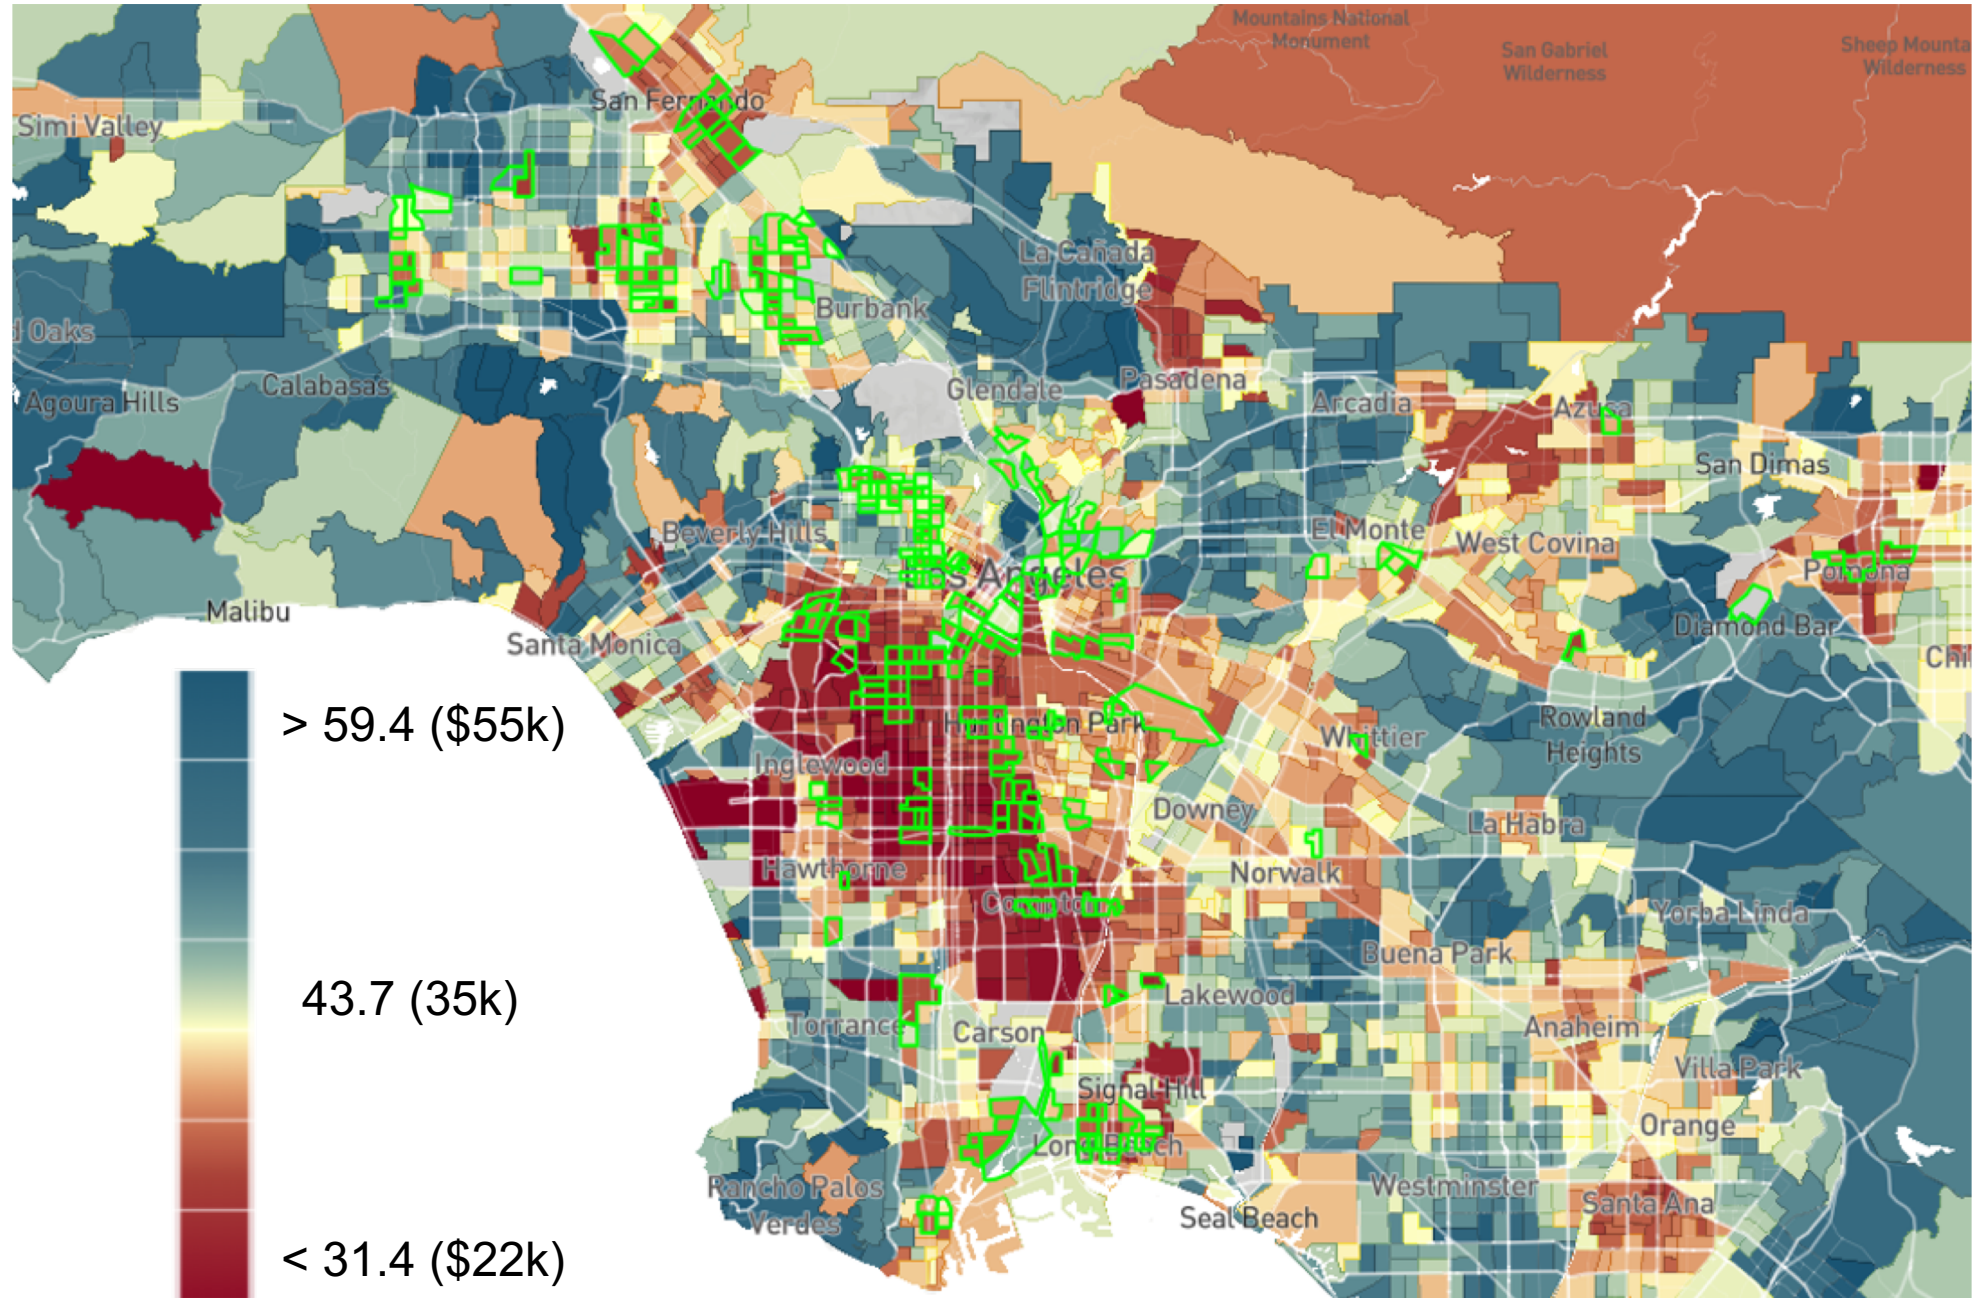 Mountains National
Monument
San Gabriel
Wilderness
Sheep Mounta
Wilderness
San Fernando
Simi Valley
La Cañada
Flintridge
Burbank
d Oaks
Calabasas
Agoura Hills
Glendale
Pasadena
Arcadia
Azusa
San Dimas
Beverly Hills
El Monte
West Covina
Los Angeles
Pomona
Malibu
Santa Monica
Diamond Bar
Chi
> 59.4 ($55k)
Huntington Park
Whittier
Rowland
Heights
Inglewood
Downey
La Habra
Hawthorne
Norwalk
Compton
Yorba Linda
Buena Park
43.7 (35k)
Lakewood
Torrance
Carson
Anaheim
Villa Park
Signal Hill
Orange
Long Beach
Rancho Palos
Verdes
Westminster
Santa Ana
Seal Beach
< 31.4 ($22k)